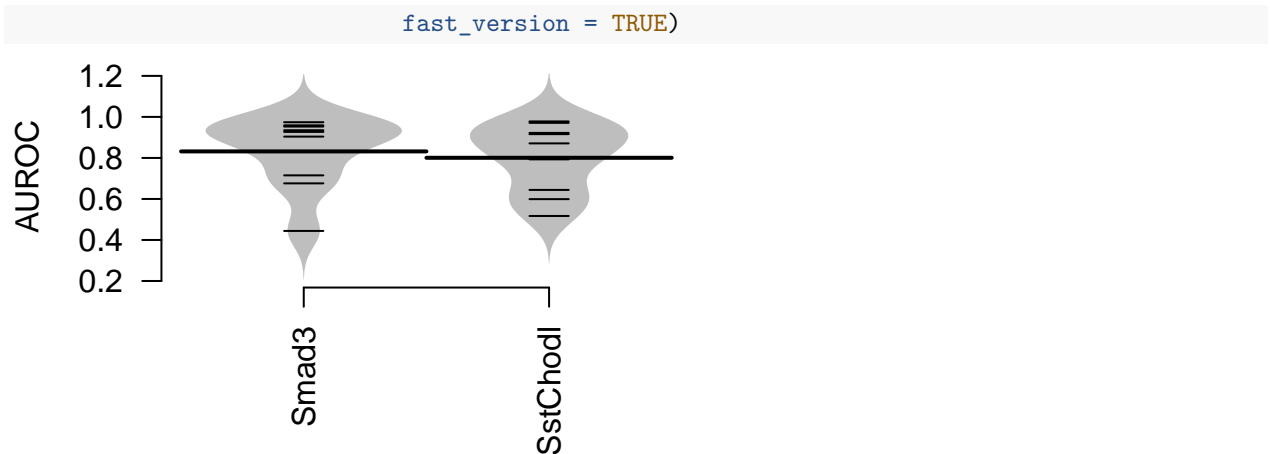 fast_version = TRUE)
1.2
1.0
0.8
0.6
0.4
0.2
AUROC
Smad3
SstChodl